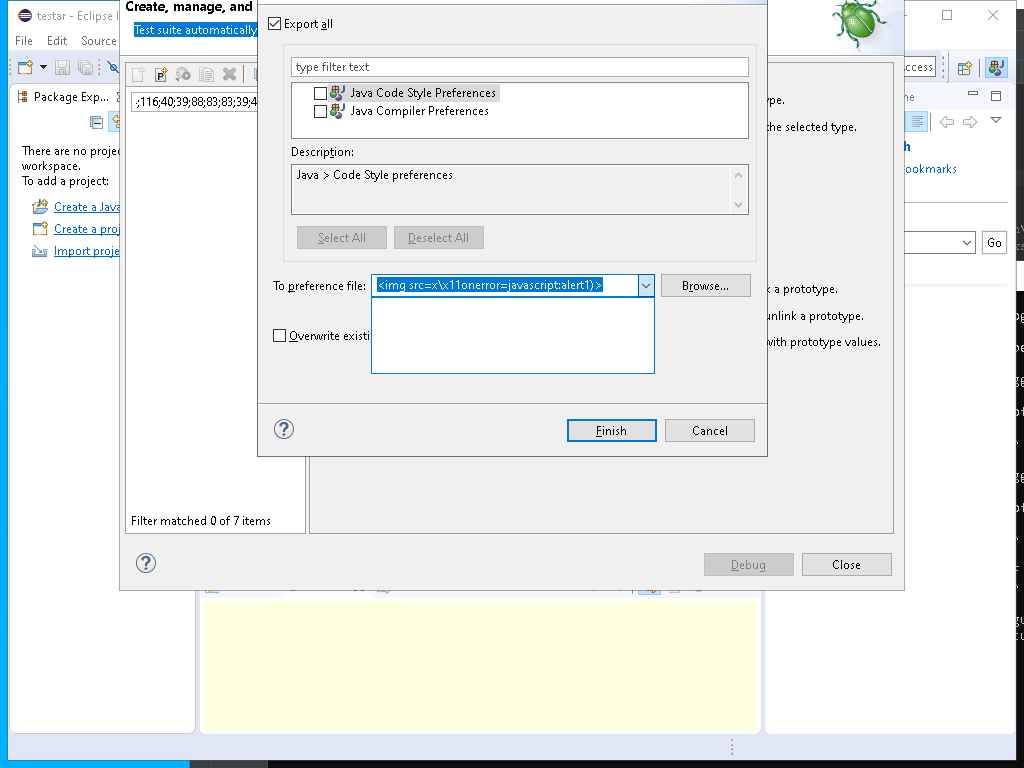 testar - Eclipse I
File Edit Source
Create, manage, and
Test suite automatically
Export all
type filter text
Java Code Style Preferences
Java Compiler Preferences
Description:
Java > Code Style preferences
Select All
Deselect All
To preference file:
<img src=x\x11onerror=javascript:alert1)>
Browse...
Overwrite existi
Finish
Cancel
Package Exp...
There are no projec
workspace.
To add a project:
Create a Java
Create a proj
Import proje
;116;40;39;88;83;83;39;4
Filter matched 0 of 7 items
ype.
the selected type.
k a prototype.
unlink a prototype.
with prototype values.
Debug
Close
ccess
ne
h
ookmarks
Go